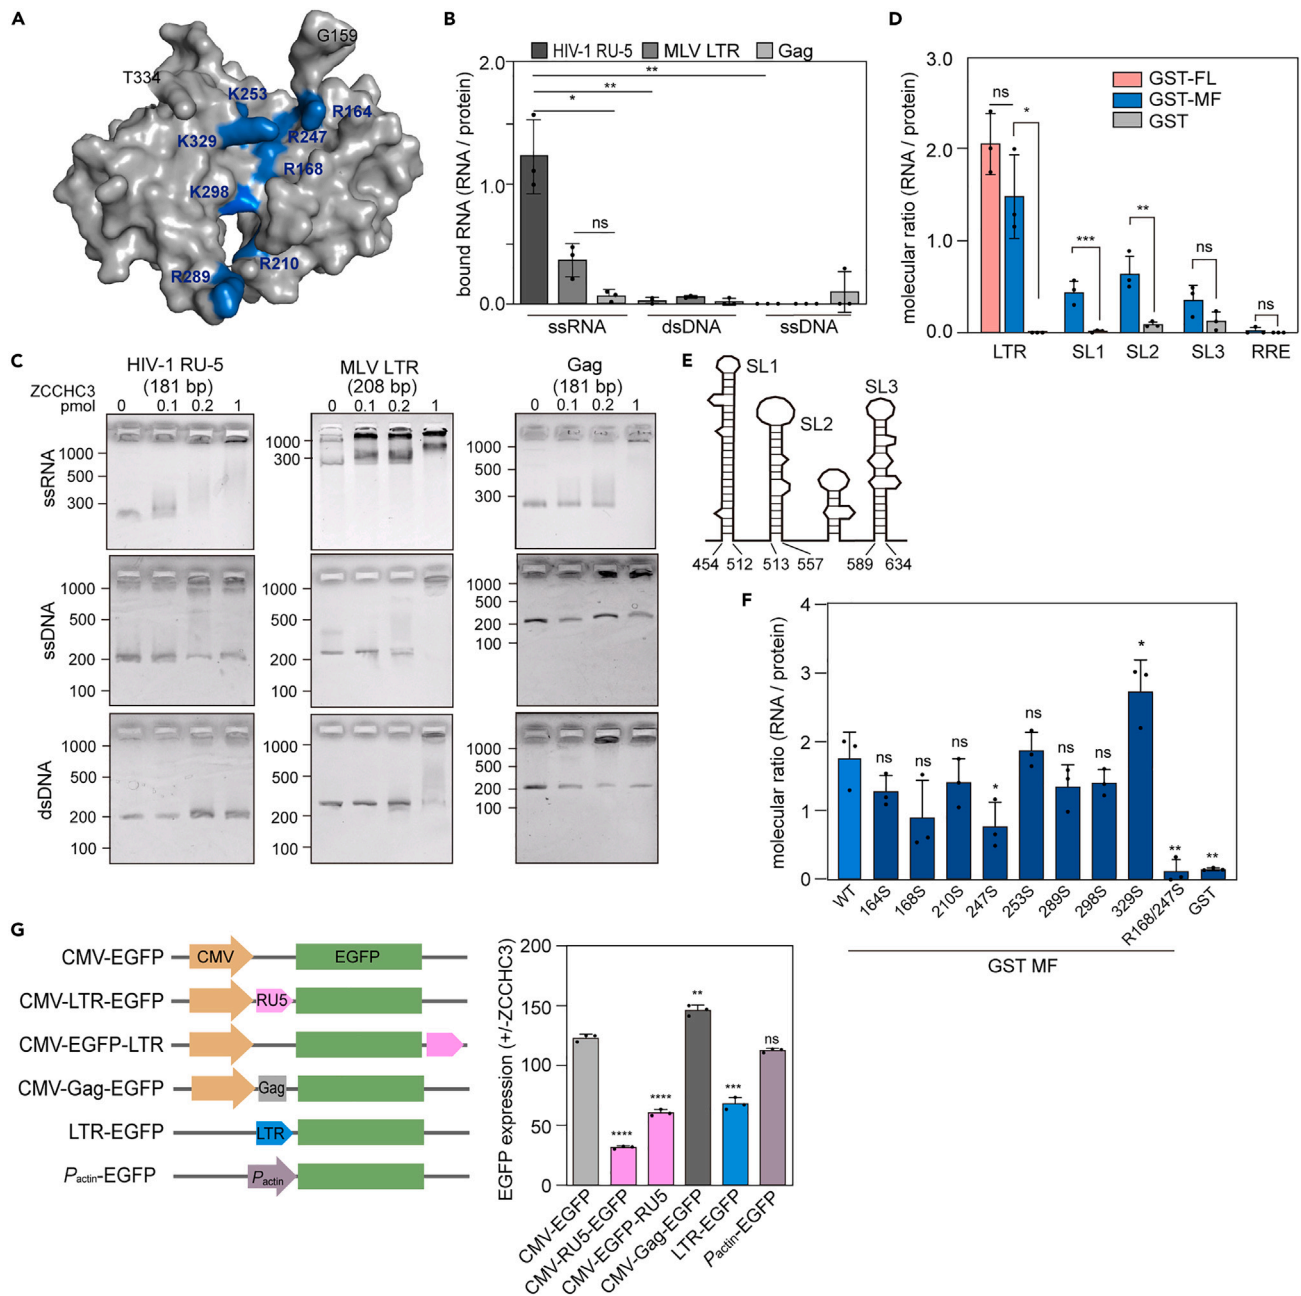 A
G159
T334
K253
R164
K329
R247
R168
K298
R210
R289
B
HIV-1 RU-5 MLV LTR Gag
bound RNA (RNA / protein)
2.0
1.0
0.0
**
**
*
ns
ssRNA dsDNA ssDNA
D
molecular ratio (RNA / protein)
3.0
2.0
1.0
0.0
GST-FL
GST-MF
GST
ns
*
***
**
ns
ns
LTR SL1 SL2 SL3 RRE
C
HIV-1 RU-5
(181 bp)
MLV LTR
(208 bp)
Gag
(181 bp)
ZCCHC3
pmol
0 0.1 0.2 1
0 0.1 0.2 1
0 0.1 0.2 1
ssRNA
1000
500
300
1000
300
1000
500
300
ssDNA
1000
500
200
100
1000
500
200
100
1000
500
200
100
dsDNA
1000
500
200
100
1000
500
200
100
1000
500
200
100
E
SL1
SL2
SL3
454 512 513 557 589 634
F
molecular ratio (RNA / protein)
4
3
2
1
0
ns
ns
ns
*
ns
ns
ns
*
**
**
WT
164S
168S
210S
247S
253S
289S
298S
329S
R168/247S
GST
GST MF
G
CMV-EGFP CMV EGFP
CMV-LTR-EGFP RU5
CMV-EGFP-LTR
CMV-Gag-EGFP Gag
LTR-EGFP LTR
Pactin-EGFP Pactin
EGFP expression (+/-ZCCHC3)
200
150
100
50
0
****
****
**
***
ns
CMV-EGFP
CMV-RU5-EGFP
CMV-EGFP-RU5
CMV-Gag-EGFP
LTR-EGFP
Pactin-EGFP